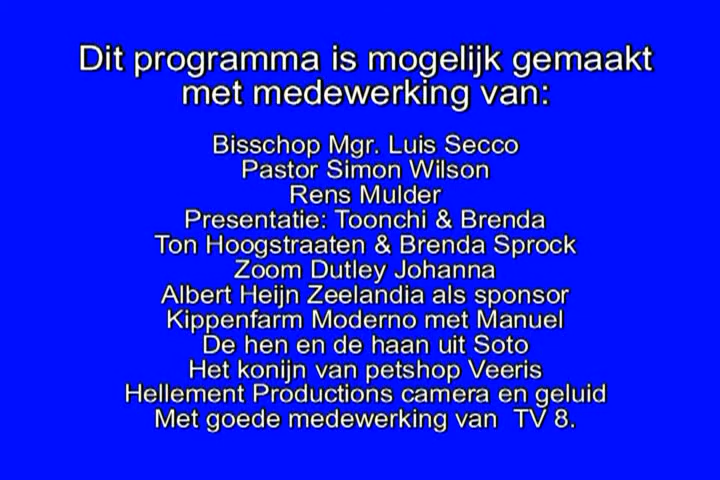 Dit programma is mogelijk gemaakt
met medewerking van:
Bisschop Mgr. Luis Secco
Pastor Simon Wilson
Rens Mulder
Presentatie: Toonchi & Brenda
Ton Hoogstraaten & Brenda Sprock
Zoom Dutley Johanna
Albert Heijn Zeelandia als sponsor
Kippenfarm Moderno met Manuel
De hen en de haan uit Soto
Het konijn van petshop Veeris
Hellement Productions camera en geluid
Met goede medewerking van  TV 8.